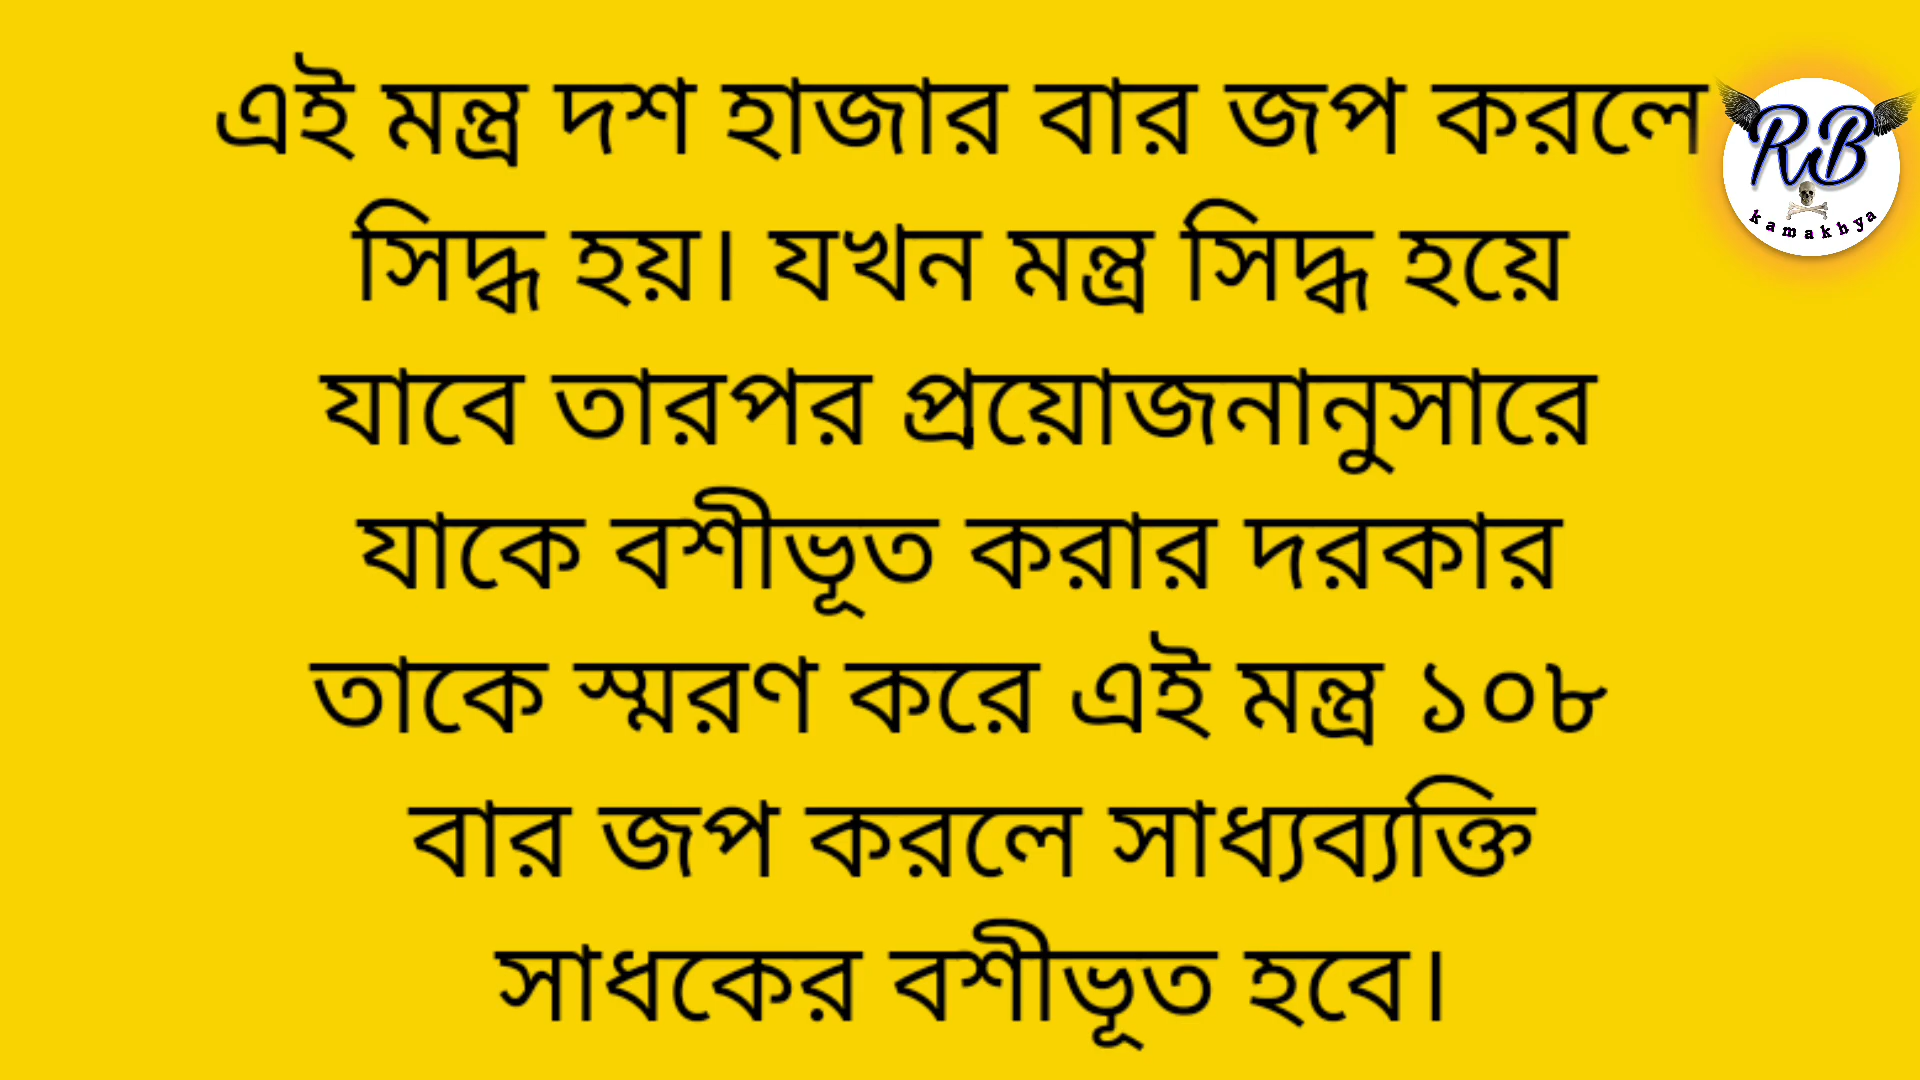 এই মন্ত্র দশ হাজার বার জপ করলে
সিদ্ধ হয়। যখন মন্ত্র সিদ্ধ হয়ে
যাবে তারপর প্রয়োজনানুসারে
যাকে বশীভূত করার দরকার
তাকে স্মরণ করে এই মন্ত্র ১০৮
বার জপ করলে সাধ্যব্যক্তি
সাধকের বশীভূত হবে।
RB
kamakhya